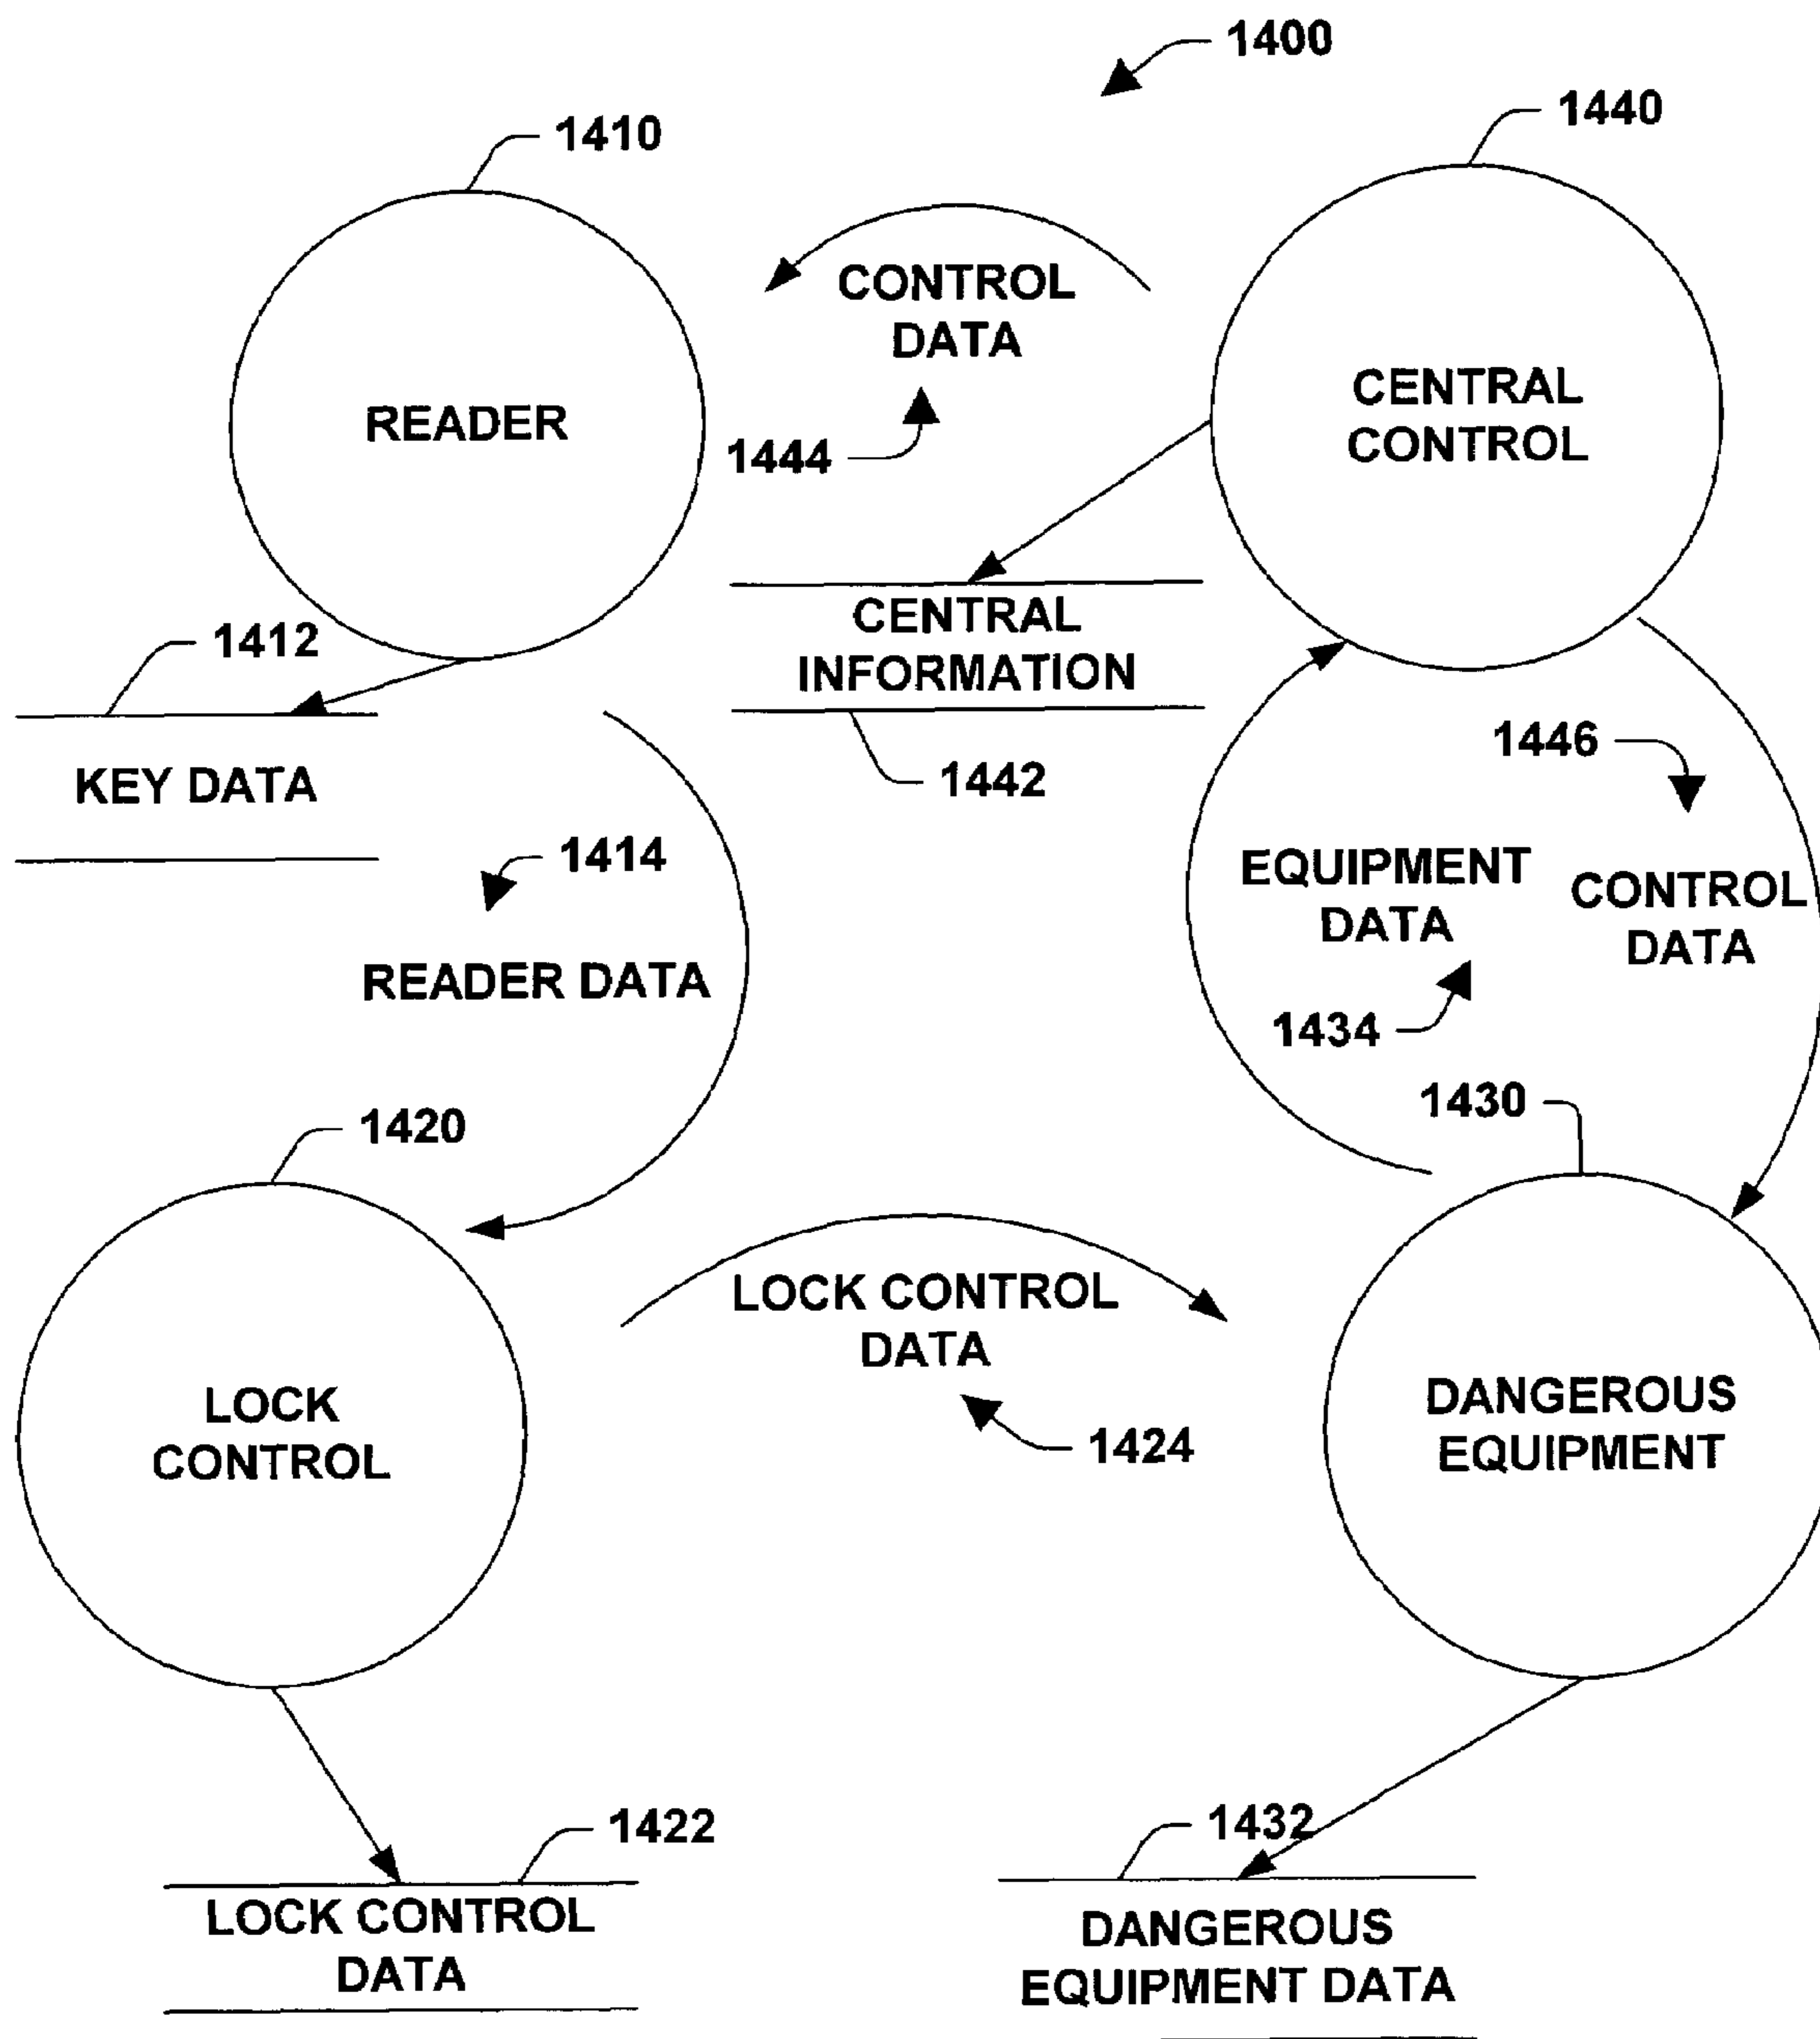 1400
1440
1410
CONTROL
DATA
READER
CENTRAL
CONTROL
1444
CENTRAL
INFORMATION
1412
1442
KEY DATA
1446
1414
EQUIPMENT
DATA
CONTROL
DATA
READER DATA
1434
1430
1420
LOCK CONTROL
DATA
1424
LOCK
CONTROL
DANGEROUS
EQUIPMENT
1422
1432
LOCK CONTROL
DATA
DANGEROUS
EQUIPMENT DATA